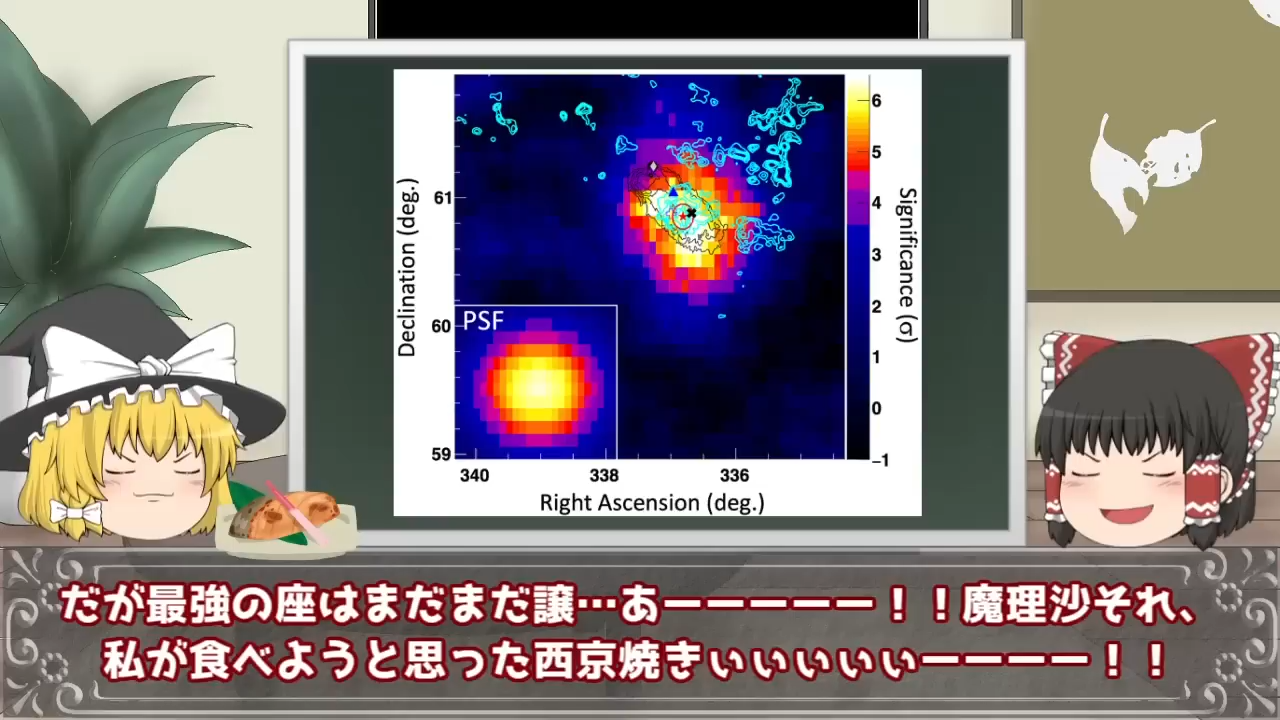 6
5
4
3
2
1
0
−1
Significance (σ)
61
60
59
Declination (deg.)
PSF
340 338 336
Right Ascension (deg.)
だが最強の座はまだまだ譲…あーーーーー！！魔理沙それ、
私が食べようと思った西京焼きぃぃぃぃぃーーーー！！